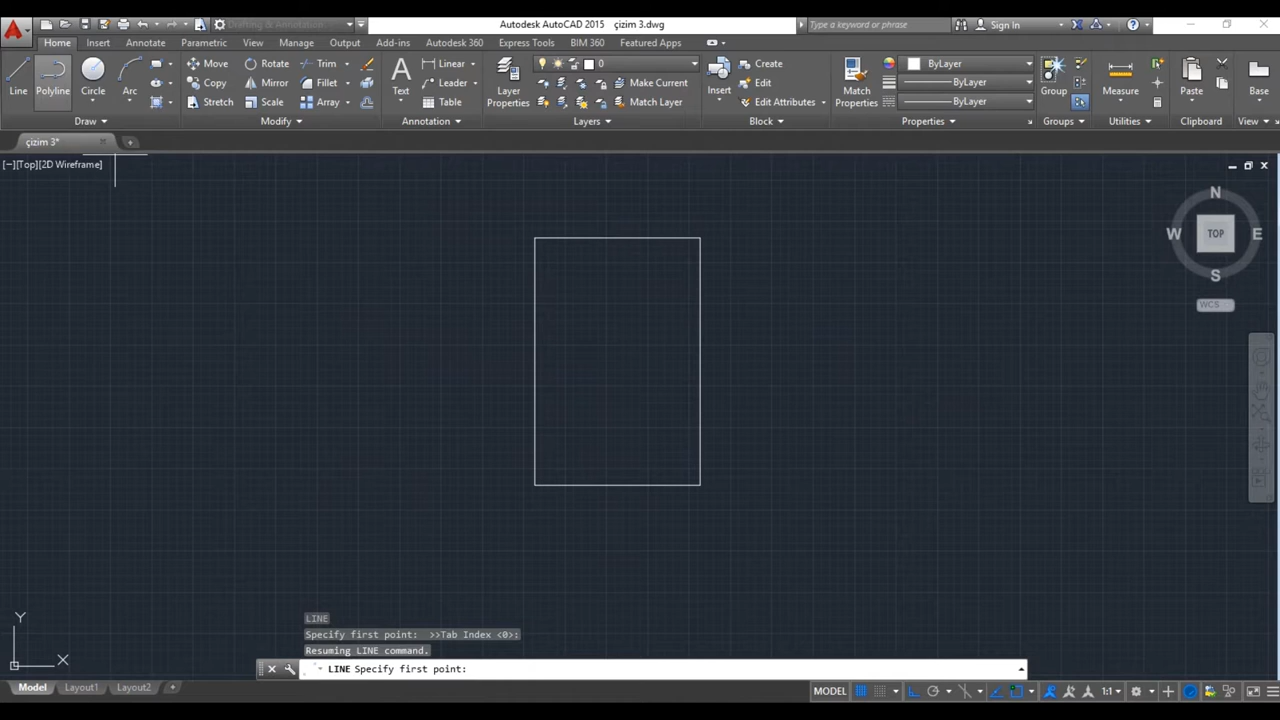 Drafting & Annotation
Autodesk AutoCAD 2015 çizim 3.dwg
Type a keyword or phrase
Sign In
Home Insert Annotate Parametric View Manage Output Add-ins Autodesk 360 Express Tools BIM 360 Featured Apps
Line Polyline Circle Arc
Move Rotate Trim
Copy Mirror Fillet
Stretch Scale Array
Text
Linear
Leader
Table
Layer Properties
0
Make Current
Match Layer
Insert
Create
Edit
Edit Attributes
Match Properties
ByLayer
ByLayer
ByLayer
Group
Measure
Paste
Base
Draw Modify Annotation Layers Block Properties Groups Utilities Clipboard View
çizim 3*
[−][Top][2D Wireframe]
N
W TOP E
S
WCS
Y
X
LINE
Specify first point: >>Tab Index <0>:
Resuming LINE command.
LINE Specify first point:
Model Layout1 Layout2 +
MODEL 1:1